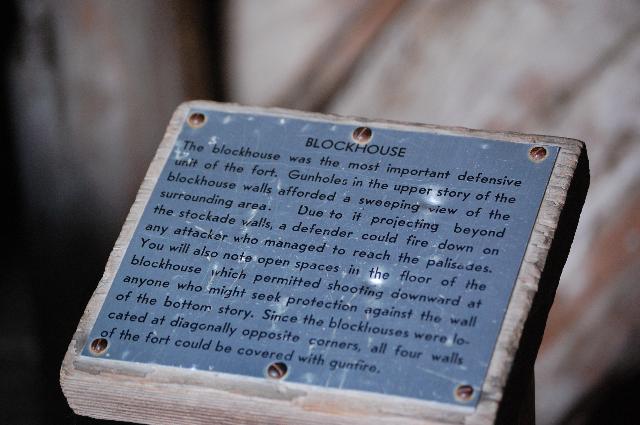 BLOCKHOUSE
The blockhouse was the most important defensive
unit of the fort. Gunholes in the upper story of the
blockhouse walls afforded a sweeping view of the
surrounding area. Due to it projecting beyond
the stockade walls, a defender could fire down on
any attacker who managed to reach the palisades.
You will also note open spaces in the floor of the
blockhouse which permitted shooting downward at
anyone who might seek protection against the wall
of the bottom story. Since the blockhouses were lo-
cated at diagonally opposite corners, all four walls
of the fort could be covered with gunfire.